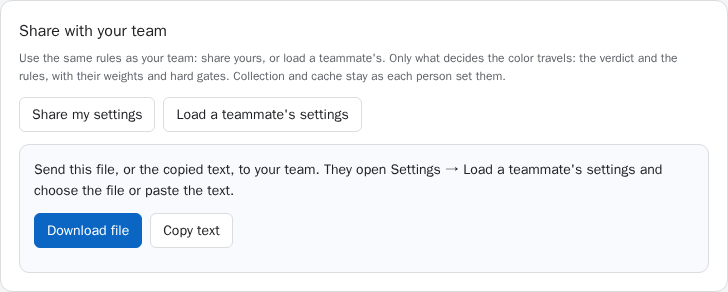 Share with your team
Use the same rules as your team: share yours, or load a teammate's. Only what decides the color travels: the verdict and the
rules, with their weights and hard gates. Collection and cache stay as each person set them.
Share my settings
Load a teammate's settings
Send this file, or the copied text, to your team. They open Settings → Load a teammate's settings and
choose the file or paste the text.
Download file
Copy text